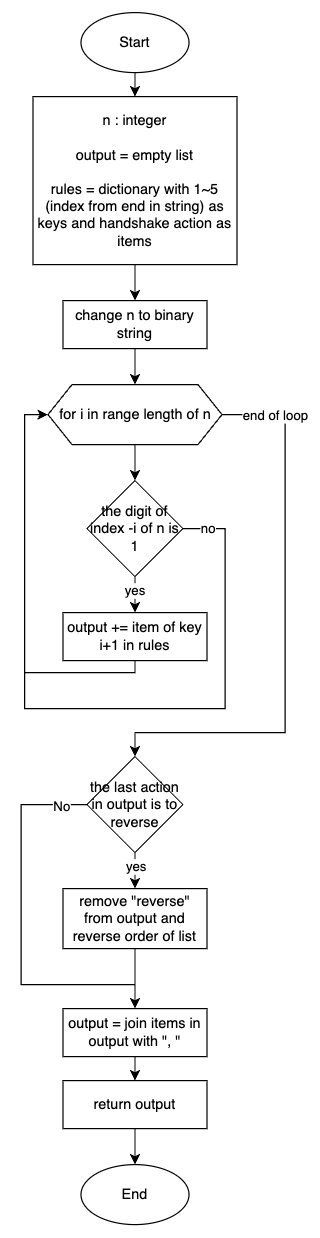 Start
n : integer
output = empty list
rules = dictionary with 1~5
(index from end in string) as
keys and handshake action as
items
change n to binary
string
for i in range length of n
end of loop
the digit of
index -i of n is
1
no
yes
output += item of key
i+1 in rules
the last action
in output is to
reverse
No
yes
remove "reverse"
from output and
reverse order of list
output = join items in
output with ", "
return output
End